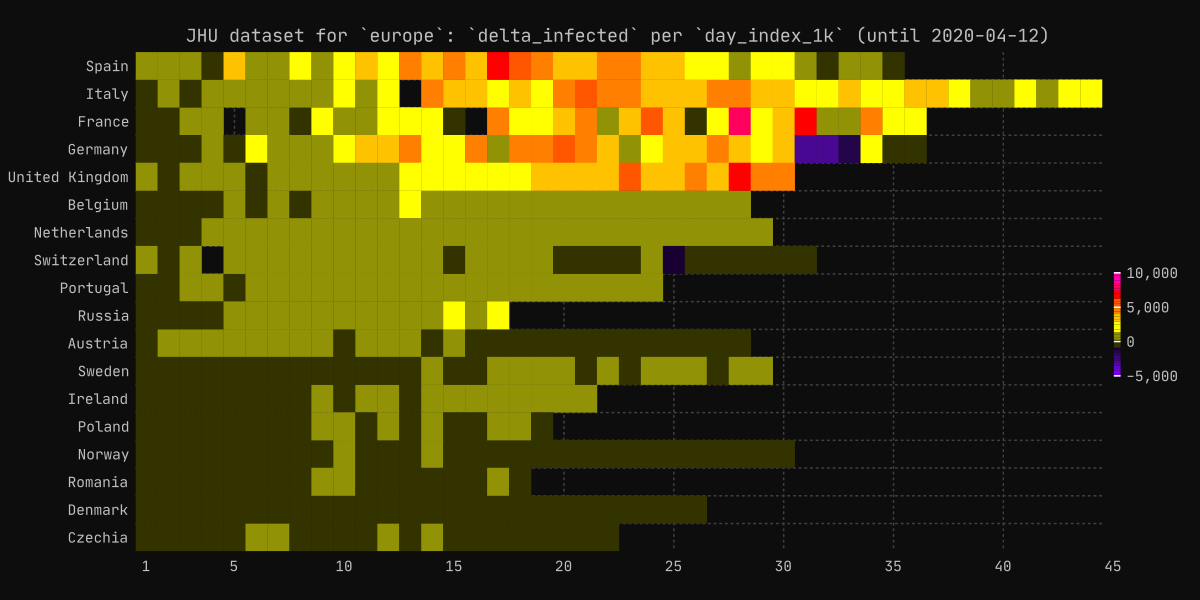 JHU dataset for `europe`: `delta_infected` per `day_index_1k` (until 2020-04-12)
Spain
Italy
France
Germany
United Kingdom
Belgium
Netherlands
Switzerland
Portugal
Russia
Austria
Sweden
Ireland
Poland
Norway
Romania
Denmark
Czechia
10,000
5,000
0
−5,000
1 5 10 15 20 25 30 35 40 45